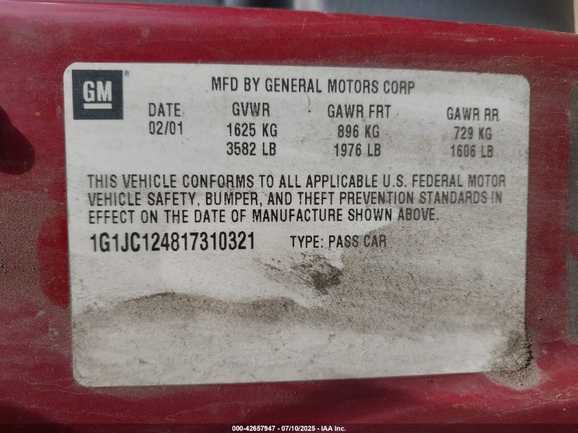 GM
MFD BY GENERAL MOTORS CORP
DATE GVWR GAWR FRT GAWR RR
02/01 1625 KG 896 KG 729 KG
3582 LB 1976 LB 1606 LB
THIS VEHICLE CONFORMS TO ALL APPLICABLE U.S. FEDERAL MOTOR
VEHICLE SAFETY, BUMPER, AND THEFT PREVENTION STANDARDS IN
EFFECT ON THE DATE OF MANUFACTURE SHOWN ABOVE.
1G1JC124817310321 TYPE: PASS CAR
000-42657947 / 07/10/2025 - IAA Inc.